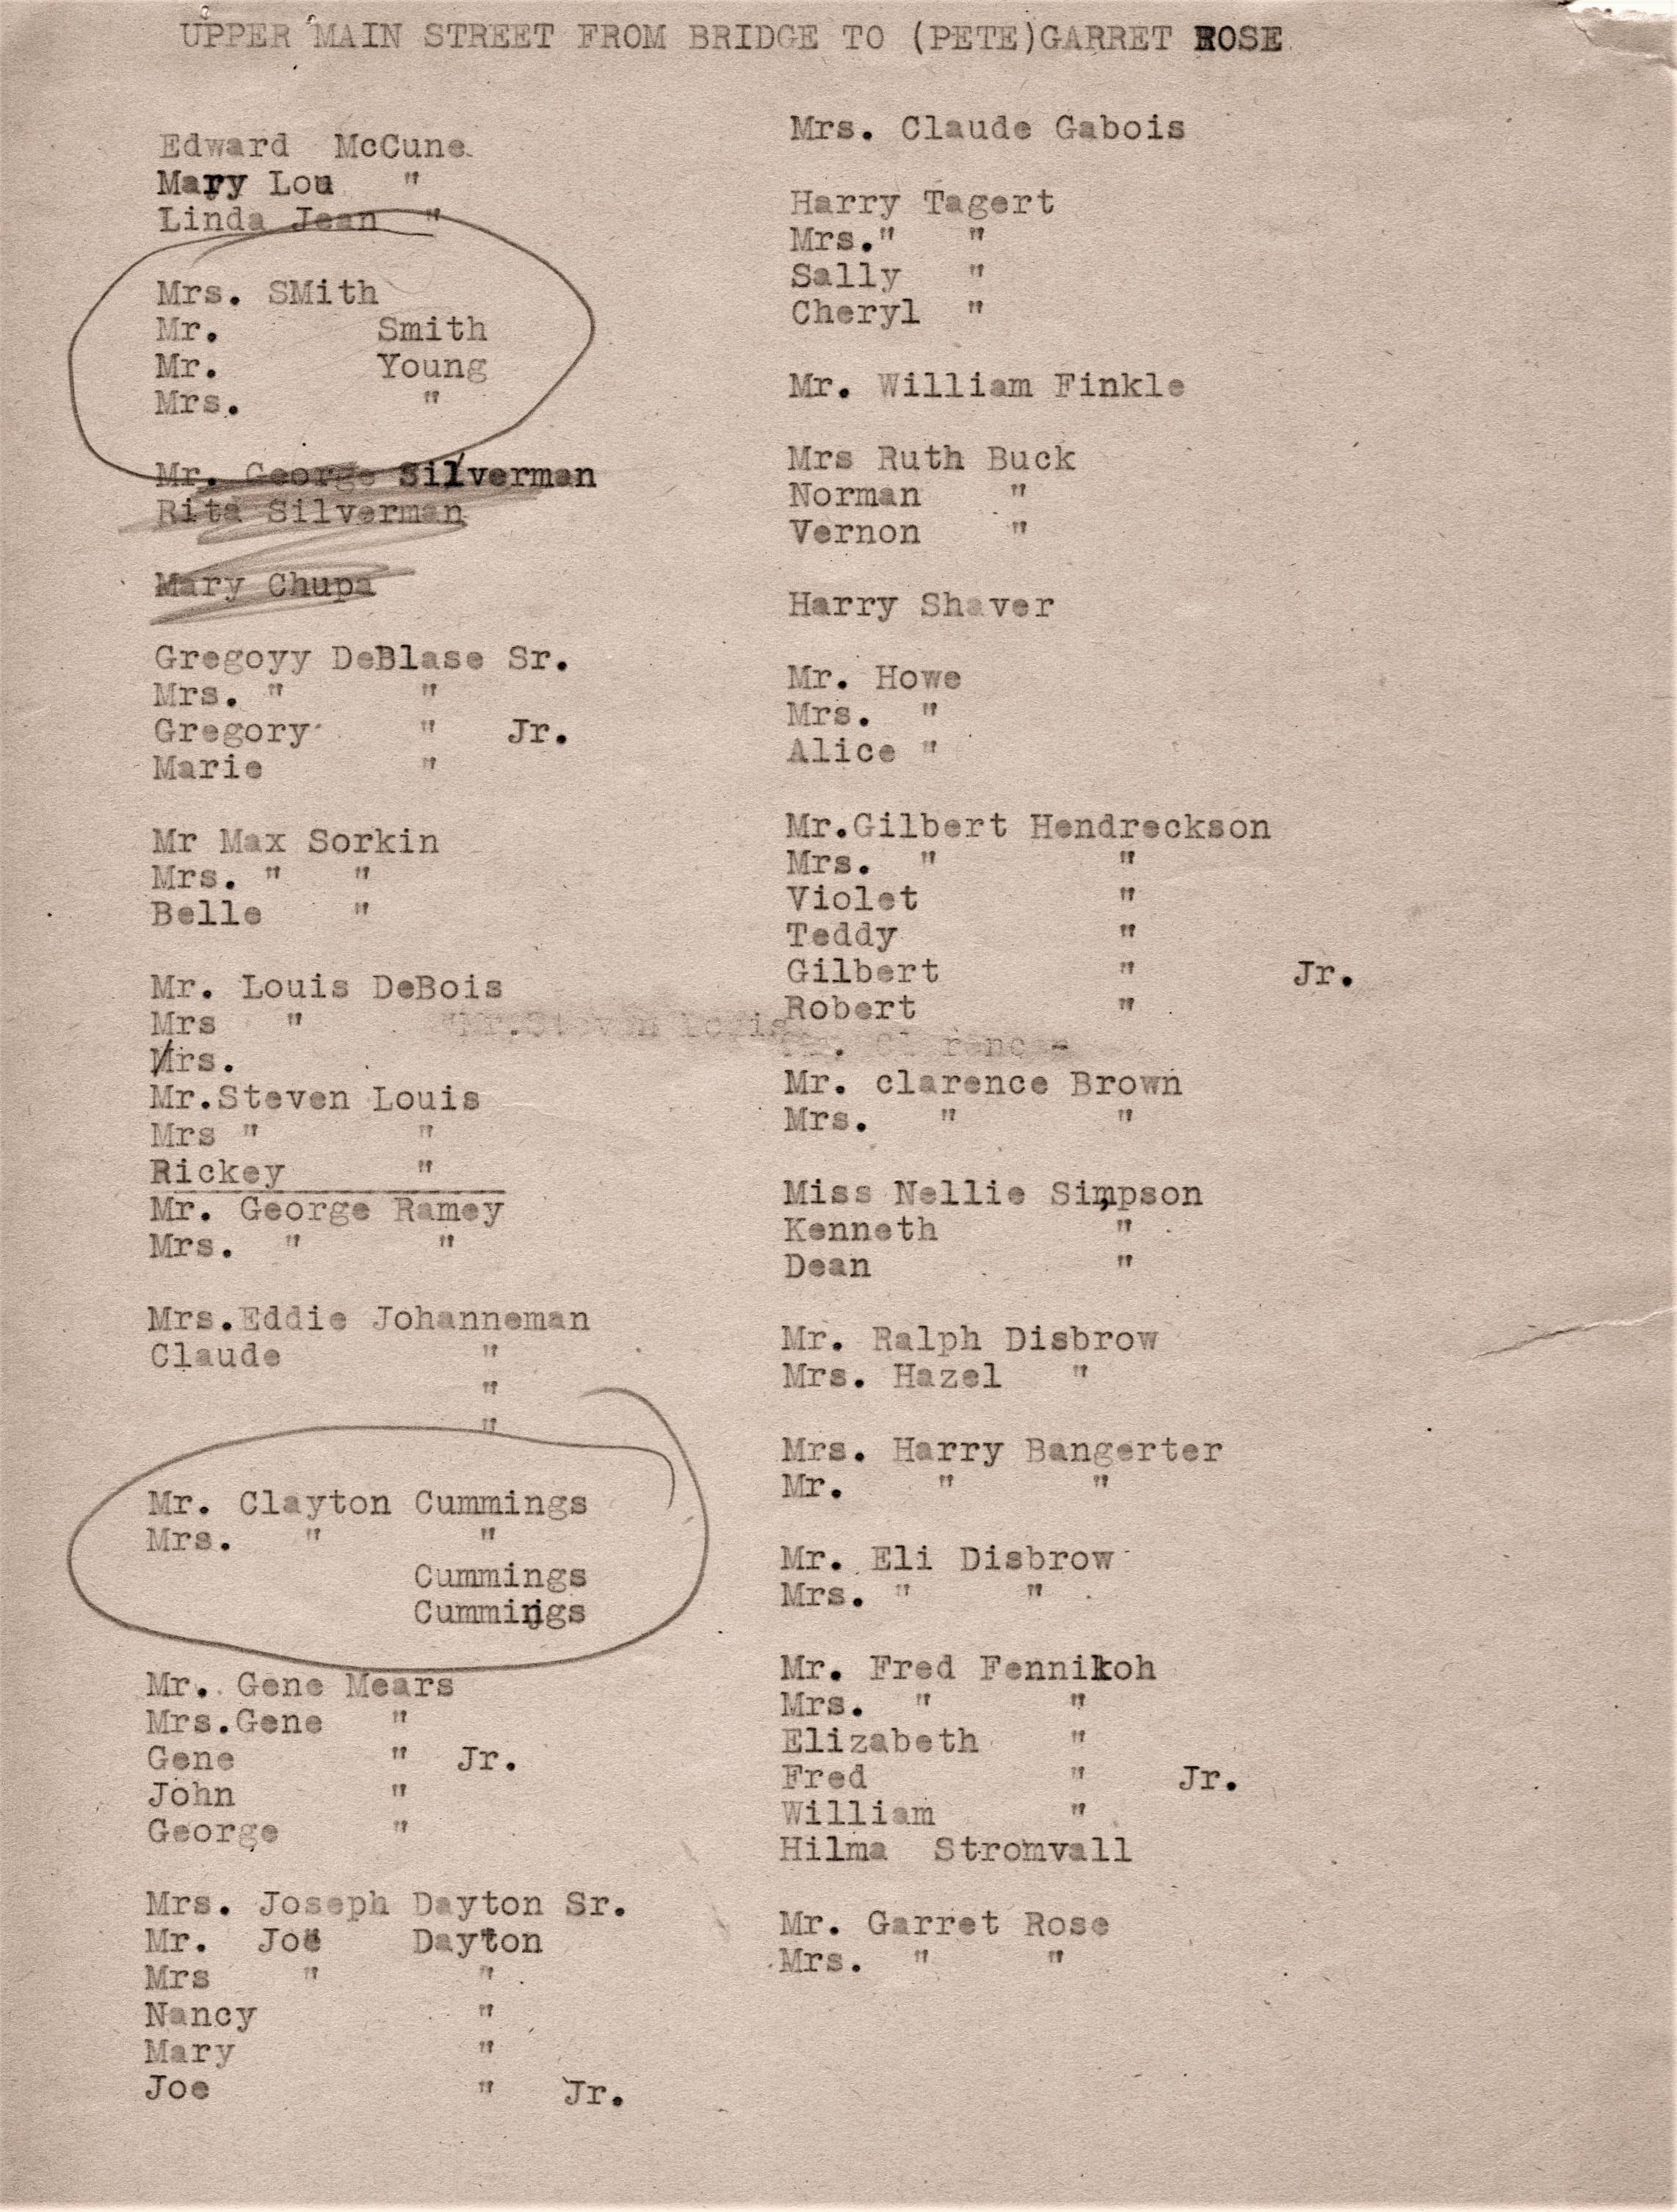 UPPER MAIN STREET FROM BRIDGE TO (PETE)GARRET ROSE
Edward McCune
Mary Lou "
Linda Jean "
Mrs. SMith
Mr. Smith
Mr. Young
Mrs. "
Mr. George Silverman
Rita Silverman
Mary Chupa
Gregoyy DeBlase Sr.
Mrs. " "
Gregory " Jr.
Marie "
Mr Max Sorkin
Mrs. " "
Belle "
Mr. Louis DeBois
Mrs "
Mrs.
Mr.Steven Louis
Mrs " "
Rickey "
Mr. George Ramey
Mrs. " "
Mrs.Eddie Johanneman
Claude "
"
"
Mr. Clayton Cummings
Mrs. " "
Cummings
Cummings
Mr. Gene Mears
Mrs.Gene "
Gene " Jr.
John "
George "
Mrs. Joseph Dayton Sr.
Mr. Joe Dayton
Mrs " "
Nancy "
Mary "
Joe " Jr.
Mrs. Claude Gabois
Harry Tagert
Mrs." "
Sally "
Cheryl "
Mr. William Finkle
Mrs Ruth Buck
Norman "
Vernon "
Harry Shaver
Mr. Howe
Mrs. "
Alice "
Mr.Gilbert Hendreckson
Mrs. " "
Violet "
Teddy "
Gilbert " Jr.
Robert "
Mr. clarence Brown
Mrs. " "
Miss Nellie Simpson
Kenneth "
Dean "
Mr. Ralph Disbrow
Mrs. Hazel "
Mrs. Harry Bangerter
Mr. " "
Mr. Eli Disbrow
Mrs. " "
Mr. Fred Fennikoh
Mrs. " "
Elizabeth "
Fred " Jr.
William "
Hilma Stromvall
Mr. Garret Rose
Mrs. " "